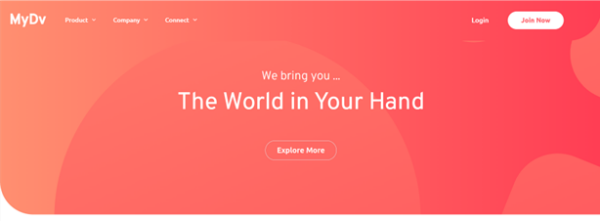 MyDv
Product
Company
Connect
Login
Join Now
We bring you ...
The World in Your Hand
Explore More